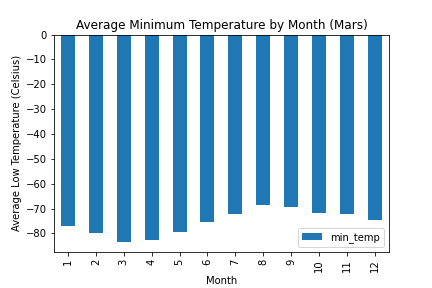 Average Minimum Temperature by Month (Mars)
Average Low Temperature (Celsius)
0
−10
−20
−30
−40
−50
−60
−70
−80
min_temp
1 2 3 4 5 6 7 8 9 10 11 12
Month